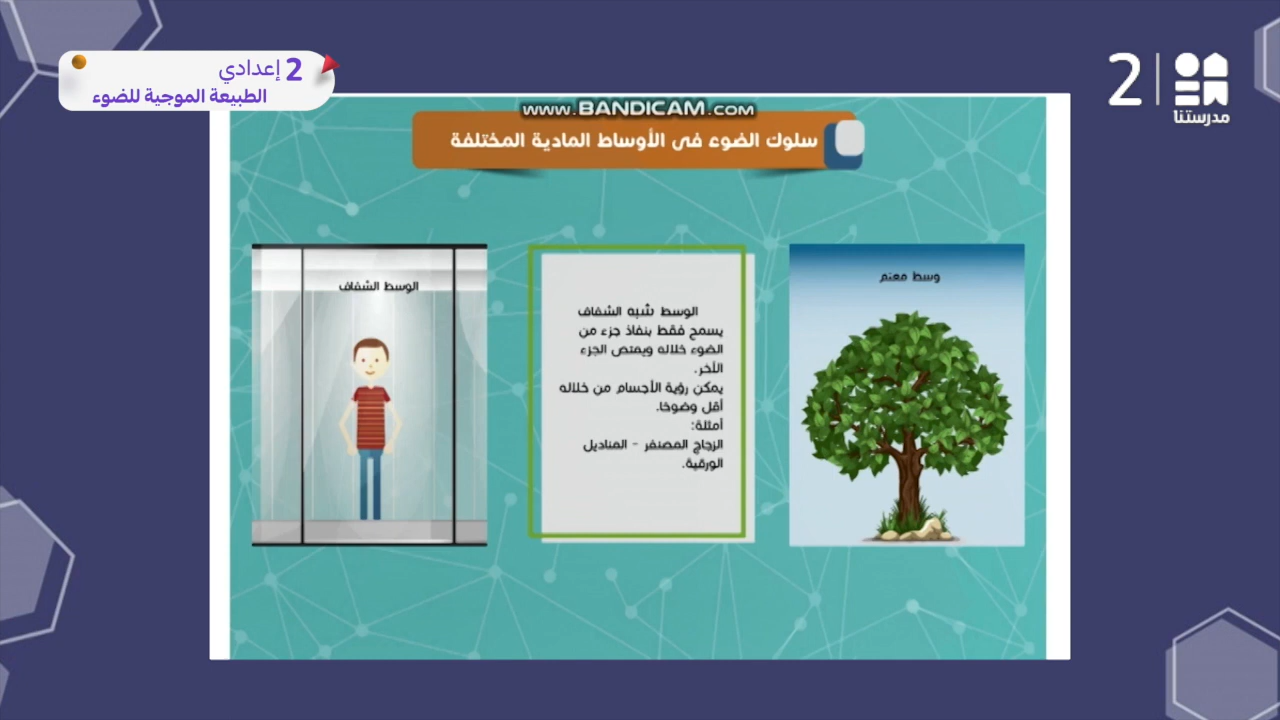 2 إعدادي
الطبيعة الموجية للضوء
2
مدرستنا
www.BANDICAM.com
سلوك الضوء فى الأوساط المادية المختلفة
وسط معتم
الوسط شبه الشفاف
يسمح فقط بنفاذ جزء من
الضوء خلاله ويمتص الجزء
الآخر.
يمكن رؤية الأجسام من خلاله
أقل وضوحًا.
أمثلة:
الزجاج المصنفر - المناديل
الورقية.
الوسط الشفاف